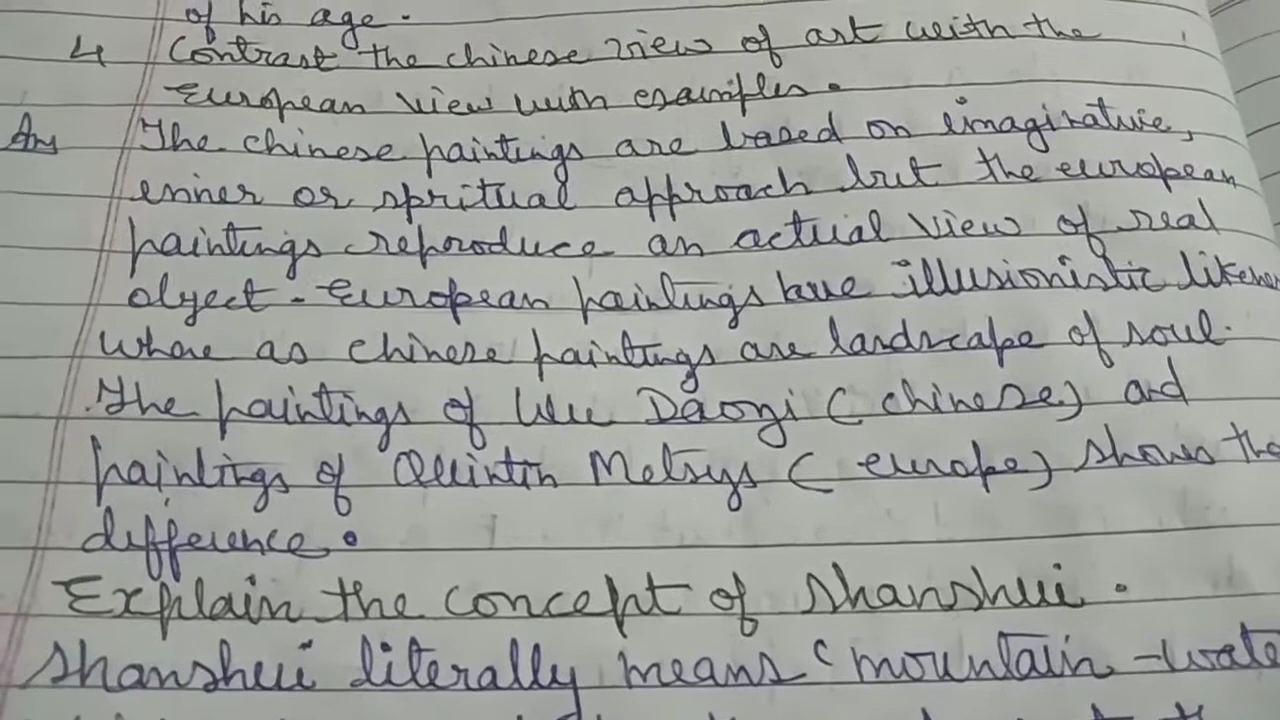 of his age.
4 Contrast the chinese view of art with the
European view with examples.
Ans The chinese paintings are based on imaginative,
enner or spritual approach but the european
paintings reproduce an actual view of real
object. European paintings have illusionistic liken
where as chinese paintings are landscape of soul.
The paintings of Wu Daozi (chinese) and
paintings of Quintin Metsys (europe) shows the
difference.
Explain the concept of Shanshui.
Shanshui literally means 'mountain-wate